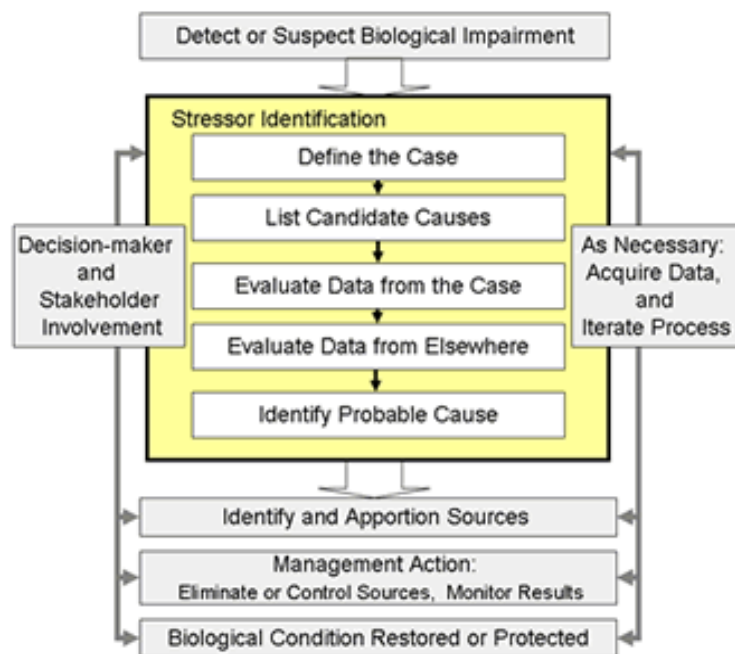 Detect or Suspect Biological Impairment
Stressor Identification
Define the Case
List Candidate Causes
Evaluate Data from the Case
Evaluate Data from Elsewhere
Identify Probable Cause
Decision-maker
and
Stakeholder
Involvement
As Necessary:
Acquire Data,
and
Iterate Process
Identify and Apportion Sources
Management Action:
Eliminate or Control Sources, Monitor Results
Biological Condition Restored or Protected